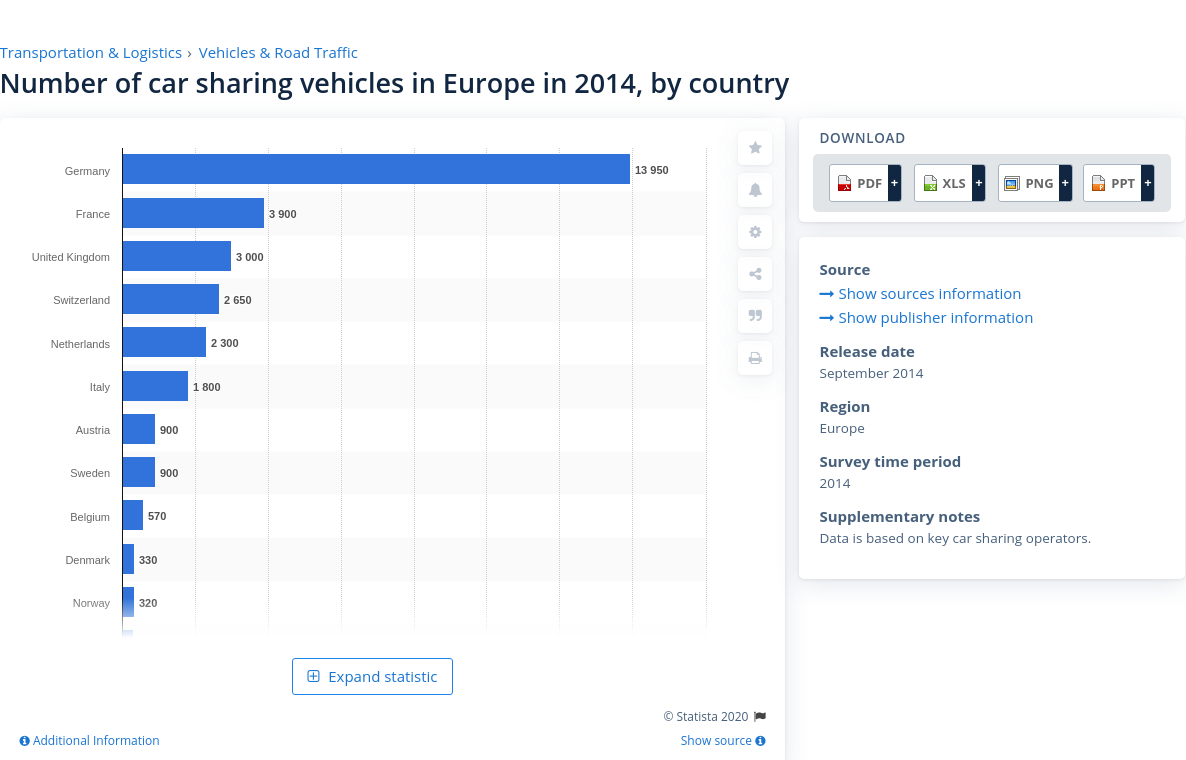 Transportation & Logistics › Vehicles & Road Traffic
Number of car sharing vehicles in Europe in 2014, by country
Germany 13 950
France 3 900
United Kingdom 3 000
Switzerland 2 650
Netherlands 2 300
Italy 1 800
Austria 900
Sweden 900
Belgium 570
Denmark 330
Norway 320
Expand statistic
© Statista 2020
Additional Information
Show source
DOWNLOAD
PDF + XLS + PNG + PPT +
Source
Show sources information
Show publisher information
Release date
September 2014
Region
Europe
Survey time period
2014
Supplementary notes
Data is based on key car sharing operators.